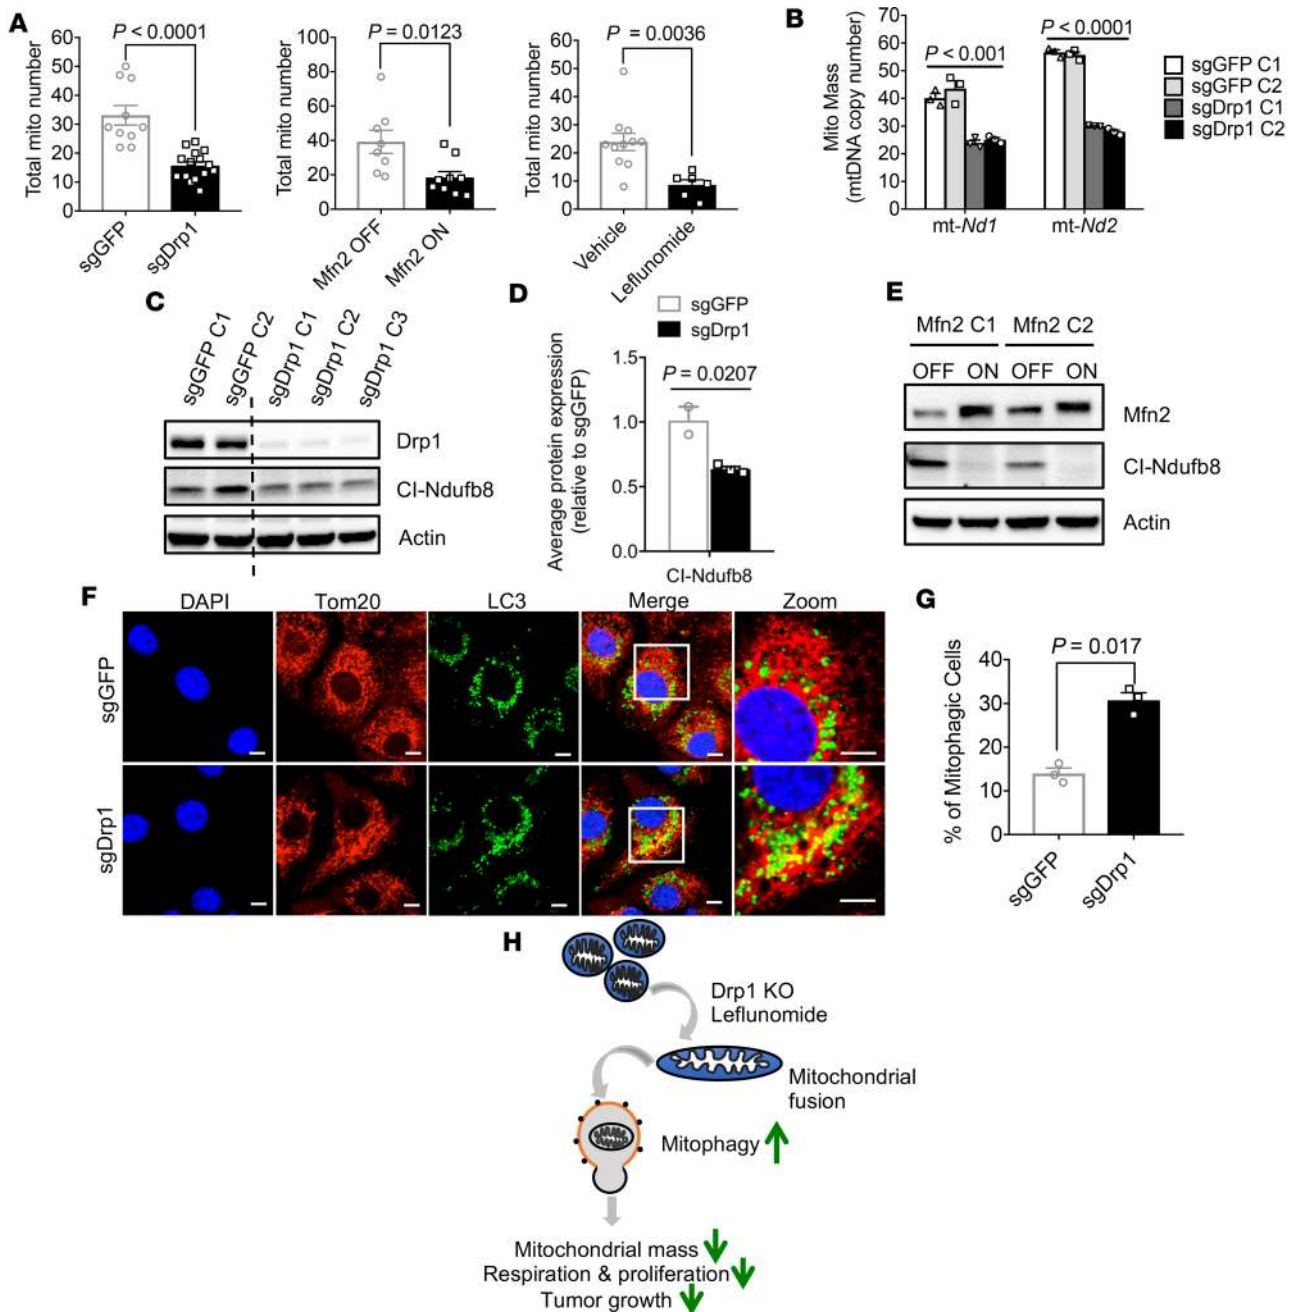 A
P < 0.0001
Total mito number
60
50
40
30
20
10
0
sgGFP
sgDrp1
P = 0.0123
Total mito number
100
80
60
40
20
0
Mfn2 OFF
Mfn2 ON
P = 0.0036
Total mito number
60
50
40
30
20
10
0
Vehicle
Leflunomide
B
Mito Mass
(mtDNA copy number)
70
60
50
40
30
20
10
0
P < 0.001
P < 0.0001
mt-Nd1
mt-Nd2
sgGFP C1
sgGFP C2
sgDrp1 C1
sgDrp1 C2
C
sgGFP C1
sgGFP C2
sgDrp1 C1
sgDrp1 C2
sgDrp1 C3
Drp1
CI-Ndufb8
Actin
D
sgGFP
sgDrp1
Average protein expression
(relative to sgGFP)
1.5
1.0
0.5
0.0
P = 0.0207
CI-Ndufb8
E
Mfn2 C1 Mfn2 C2
OFF ON OFF ON
Mfn2
CI-Ndufb8
Actin
F
DAPI
Tom20
LC3
Merge
Zoom
sgGFP
sgDrp1
G
% of Mitophagic Cells
40
30
20
10
0
P = 0.017
sgGFP
sgDrp1
H
Drp1 KO
Leflunomide
Mitochondrial
fusion
Mitophagy
Mitochondrial mass
Respiration & proliferation
Tumor growth